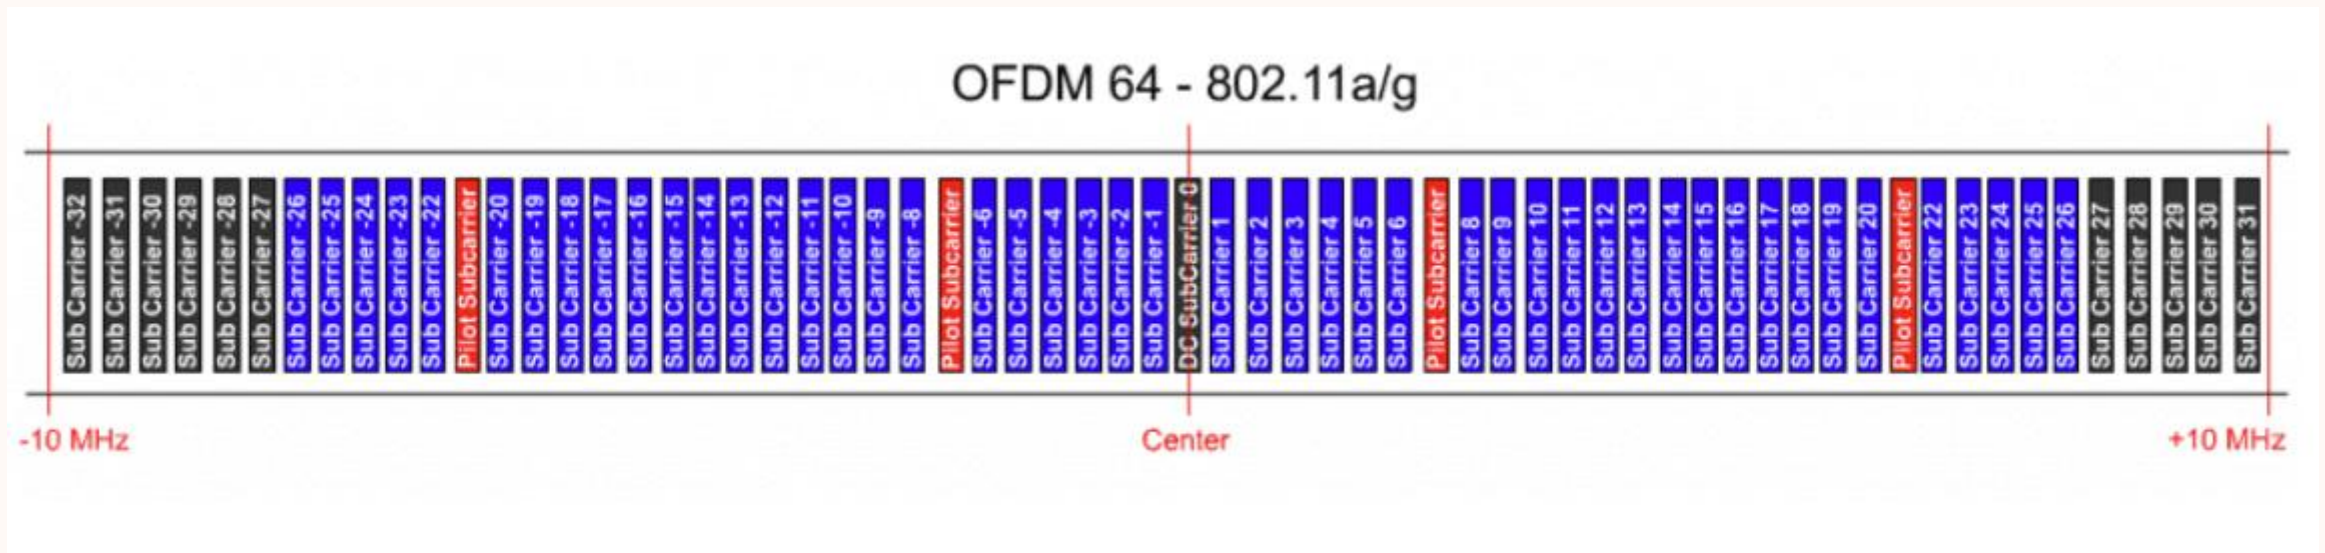 OFDM 64 - 802.11a/g
Sub Carrier -32
Sub Carrier -31
Sub Carrier -30
Sub Carrier -29
Sub Carrier -28
Sub Carrier -27
Sub Carrier -26
Sub Carrier -25
Sub Carrier -24
Sub Carrier -23
Sub Carrier -22
Pilot Subcarrier
Sub Carrier -20
Sub Carrier -19
Sub Carrier -18
Sub Carrier -17
Sub Carrier -16
Sub Carrier -15
Sub Carrier -14
Sub Carrier -13
Sub Carrier -12
Sub Carrier -11
Sub Carrier -10
Sub Carrier -9
Sub Carrier -8
Pilot Subcarrier
Sub Carrier -6
Sub Carrier -5
Sub Carrier -4
Sub Carrier -3
Sub Carrier -2
Sub Carrier -1
DC SubCarrier 0
Sub Carrier 1
Sub Carrier 2
Sub Carrier 3
Sub Carrier 4
Sub Carrier 5
Sub Carrier 6
Pilot Subcarrier
Sub Carrier 8
Sub Carrier 9
Sub Carrier 10
Sub Carrier 11
Sub Carrier 12
Sub Carrier 13
Sub Carrier 14
Sub Carrier 15
Sub Carrier 16
Sub Carrier 17
Sub Carrier 18
Sub Carrier 19
Sub Carrier 20
Pilot Subcarrier
Sub Carrier 22
Sub Carrier 23
Sub Carrier 24
Sub Carrier 25
Sub Carrier 26
Sub Carrier 27
Sub Carrier 28
Sub Carrier 29
Sub Carrier 30
Sub Carrier 31
-10 MHz
Center
+10 MHz